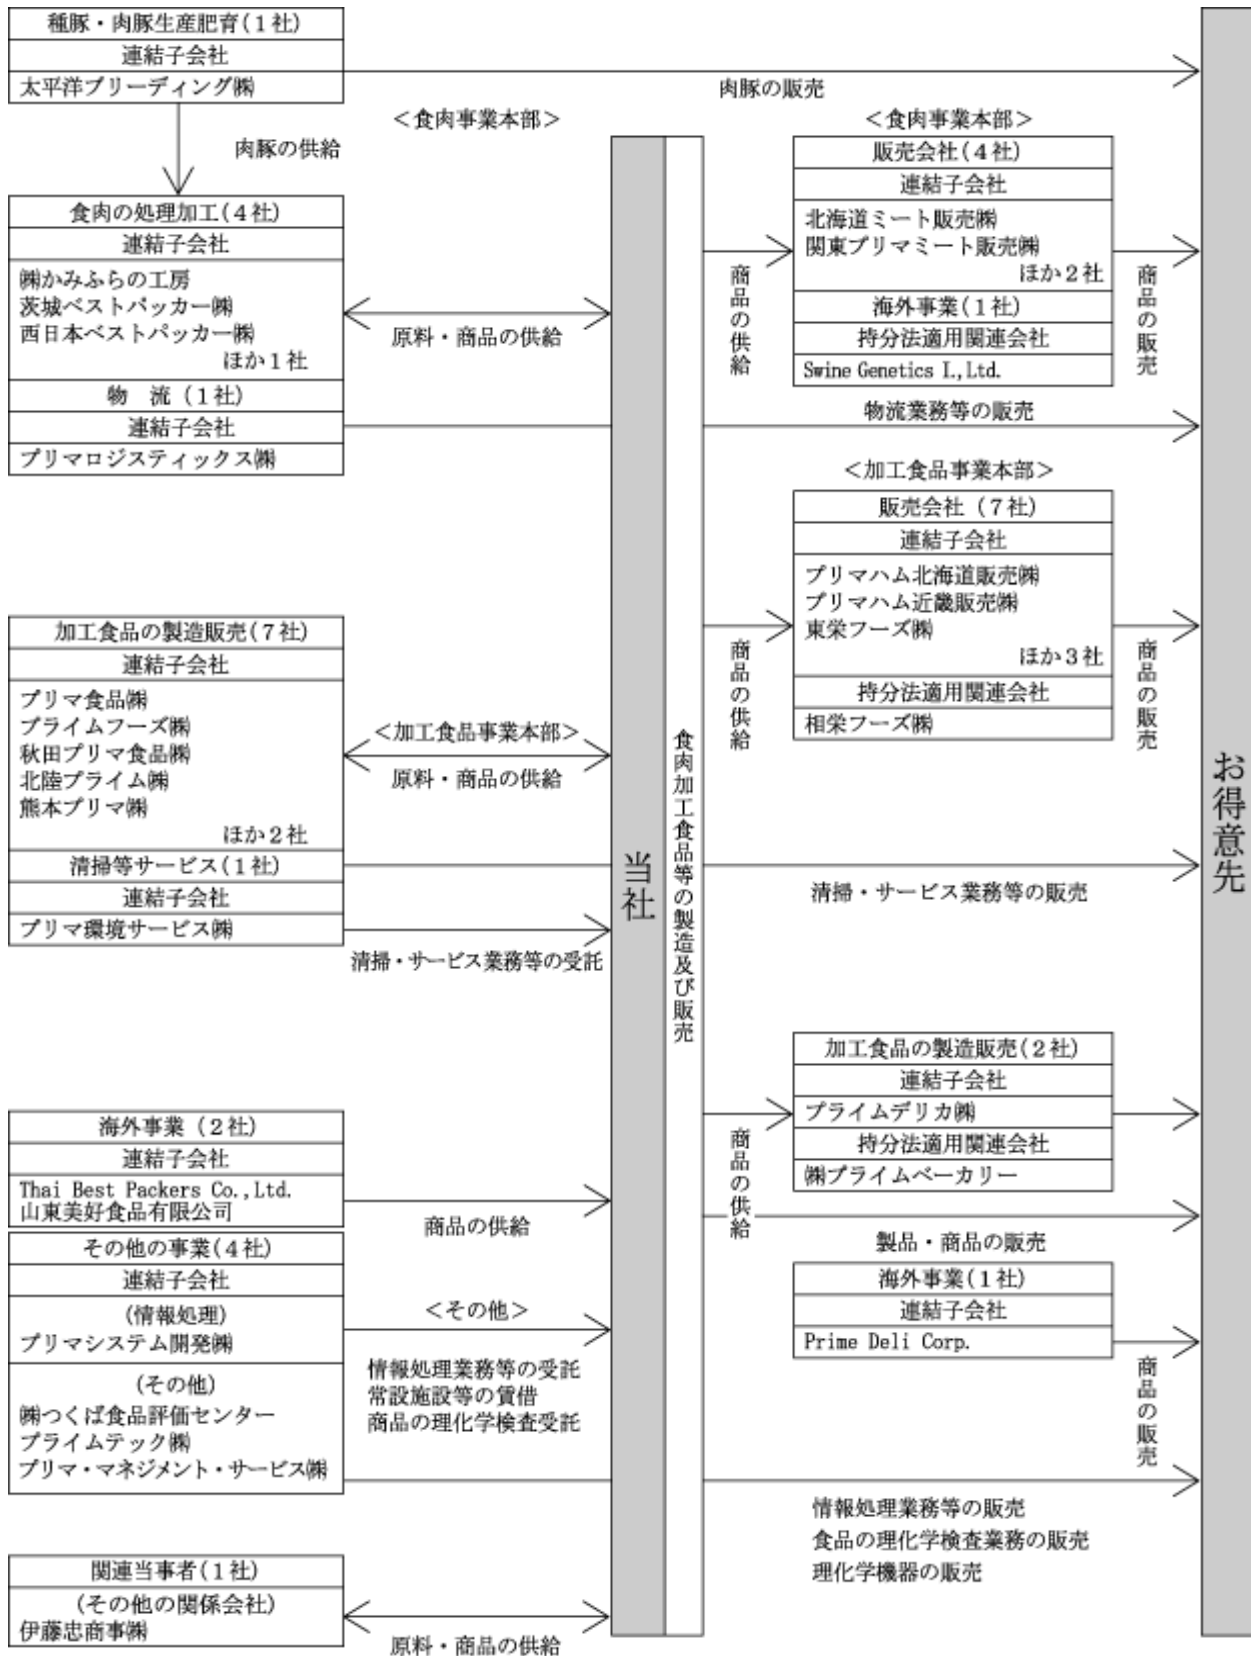 種豚・肉豚生産肥育(1社)
連結子会社
太平洋ブリーディング㈱
肉豚の販売
肉豚の供給
<食肉事業本部>
食肉の処理加工(4社)
連結子会社
㈱かみふらの工房
茨城ベストパッカー㈱
西日本ベストパッカー㈱
ほか1社
物　流 (1社)
連結子会社
プリマロジスティックス㈱
原料・商品の供給
<食肉事業本部>
販売会社(4社)
連結子会社
北海道ミート販売㈱
関東プリマミート販売㈱
ほか2社
海外事業(1社)
持分法適用関連会社
Swine Genetics I.,Ltd.
商品の供給
商品の販売
物流業務等の販売
<加工食品事業本部>
販売会社 (7社)
連結子会社
プリマハム北海道販売㈱
プリマハム近畿販売㈱
東栄フーズ㈱
ほか3社
持分法適用関連会社
相栄フーズ㈱
商品の供給
商品の販売
加工食品の製造販売(7社)
連結子会社
プリマ食品㈱
プライムフーズ㈱
秋田プリマ食品㈱
北陸プライム㈱
熊本プリマ㈱
ほか2社
清掃等サービス(1社)
連結子会社
プリマ環境サービス㈱
<加工食品事業本部>
原料・商品の供給
清掃・サービス業務等の受託
当社
食肉加工食品等の製造及び販売
お得意先
清掃・サービス業務等の販売
加工食品の製造販売(2社)
連結子会社
プライムデリカ㈱
持分法適用関連会社
㈱プライムベーカリー
商品の供給
製品・商品の販売
海外事業 (2社)
連結子会社
Thai Best Packers Co.,Ltd.
山東美好食品有限公司
商品の供給
海外事業(1社)
連結子会社
Prime Deli Corp.
商品の販売
その他の事業(4社)
連結子会社
(情報処理)
プリマシステム開発㈱
(その他)
㈱つくば食品評価センター
プライムテック㈱
プリマ・マネジメント・サービス㈱
<その他>
情報処理業務等の受託
常設施設等の賃借
商品の理化学検査受託
情報処理業務等の販売
食品の理化学検査業務の販売
理化学機器の販売
関連当事者(1社)
(その他の関係会社)
伊藤忠商事㈱
原料・商品の供給